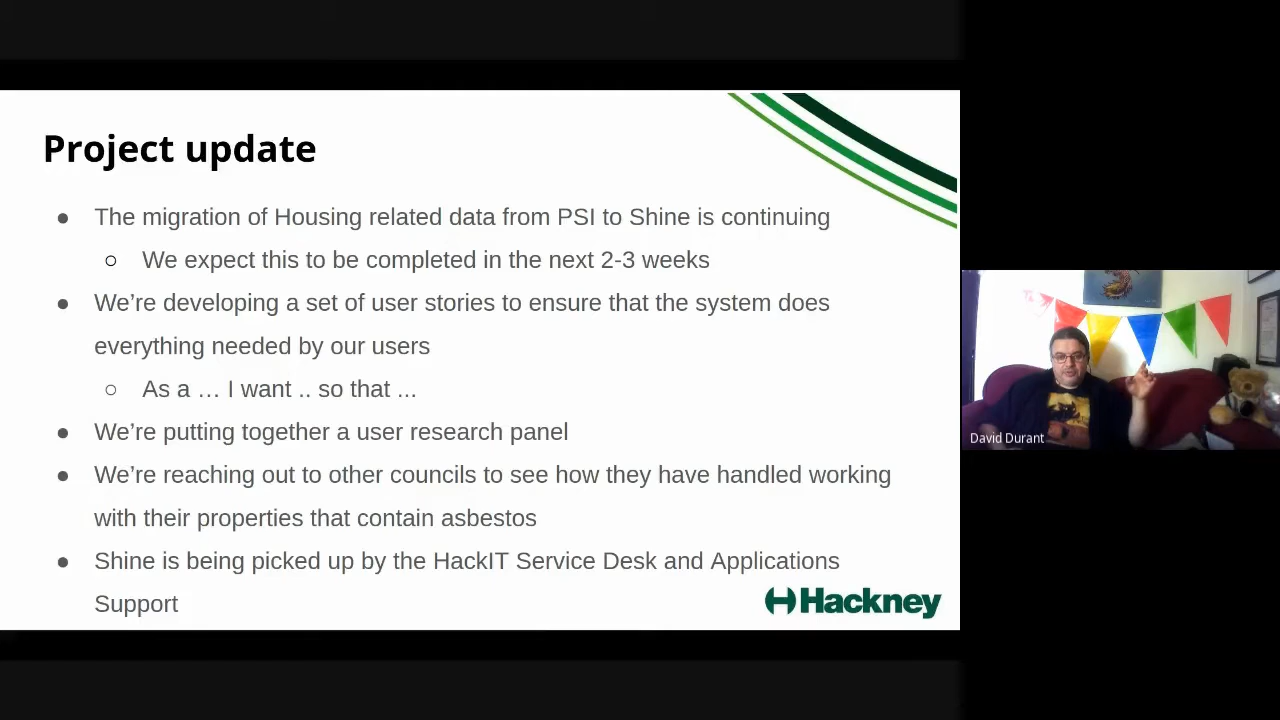 Project update
● The migration of Housing related data from PSI to Shine is continuing
○ We expect this to be completed in the next 2-3 weeks
● We're developing a set of user stories to ensure that the system does
everything needed by our users
○ As a … I want .. so that ...
● We're putting together a user research panel
● We're reaching out to other councils to see how they have handled working
with their properties that contain asbestos
● Shine is being picked up by the HackIT Service Desk and Applications
Support
Hackney
David Durant